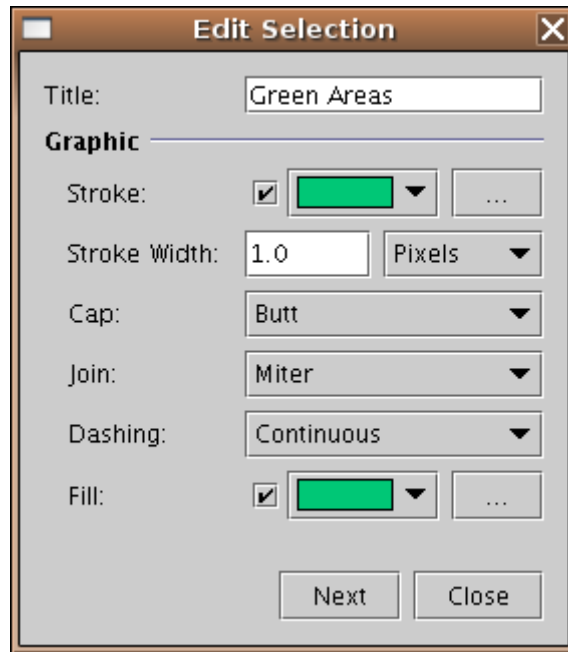 Edit Selection
Title: Green Areas
Graphic
Stroke: ...
Stroke Width: 1.0 Pixels
Cap: Butt
Join: Miter
Dashing: Continuous
Fill: ...
Next Close